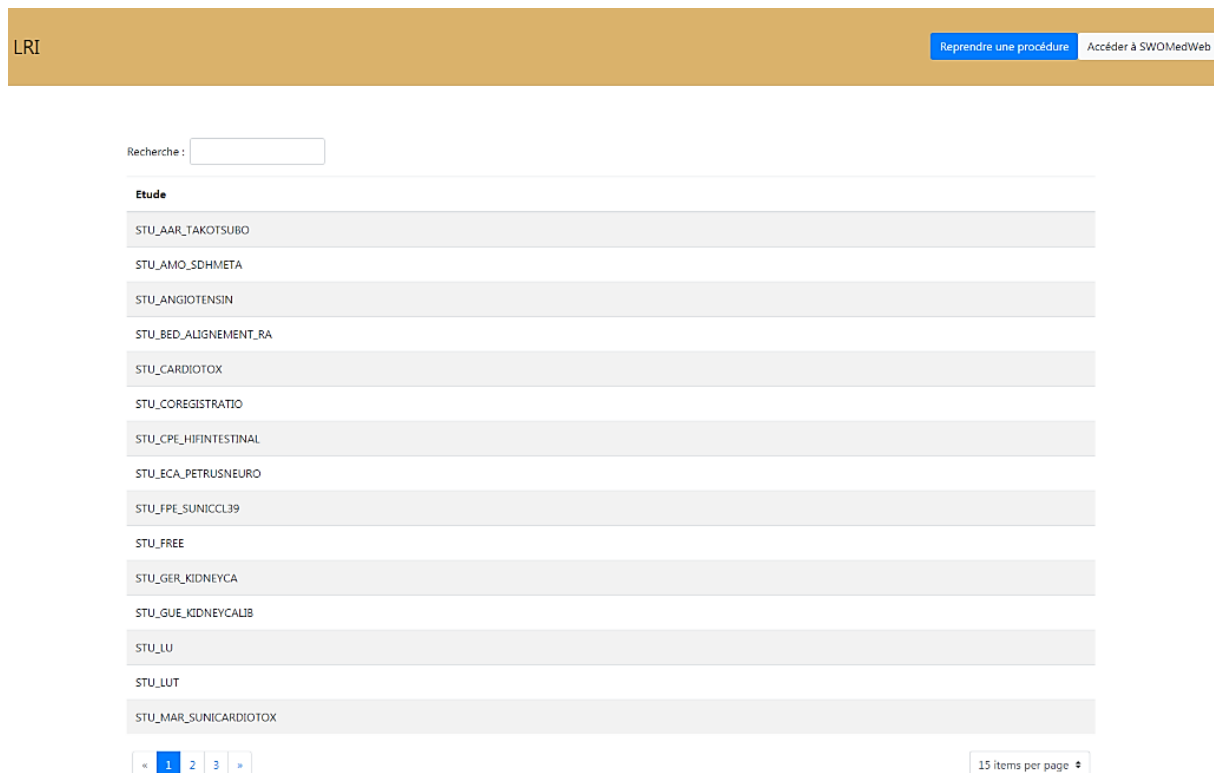 LRI
Reprendre une procédure Accéder à SWOMedWeb
Recherche :
Etude
STU_AAR_TAKOTSUBO
STU_AMO_SDHMETA
STU_ANGIOTENSIN
STU_BED_ALIGNEMENT_RA
STU_CARDIOTOX
STU_COREGISTRATIO
STU_CPE_HIFINTESTINAL
STU_ECA_PETRUSNEURO
STU_FPE_SUNICCL39
STU_FREE
STU_GER_KIDNEYCA
STU_GUE_KIDNEYCALIB
STU_LU
STU_LUT
STU_MAR_SUNICARDIOTOX
« 1 2 3 » 15 items per page